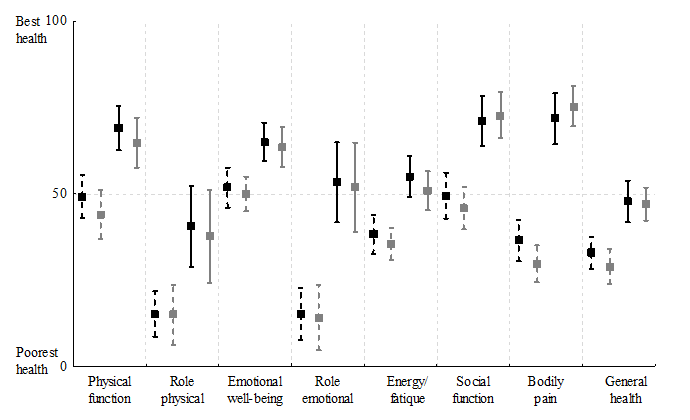 Best 100
health
50
Poorest
health 0
Physical
function
Role
physical
Emotional
well-being
Role
emotional
Energy/
fatique
Social
function
Bodily
pain
General
health